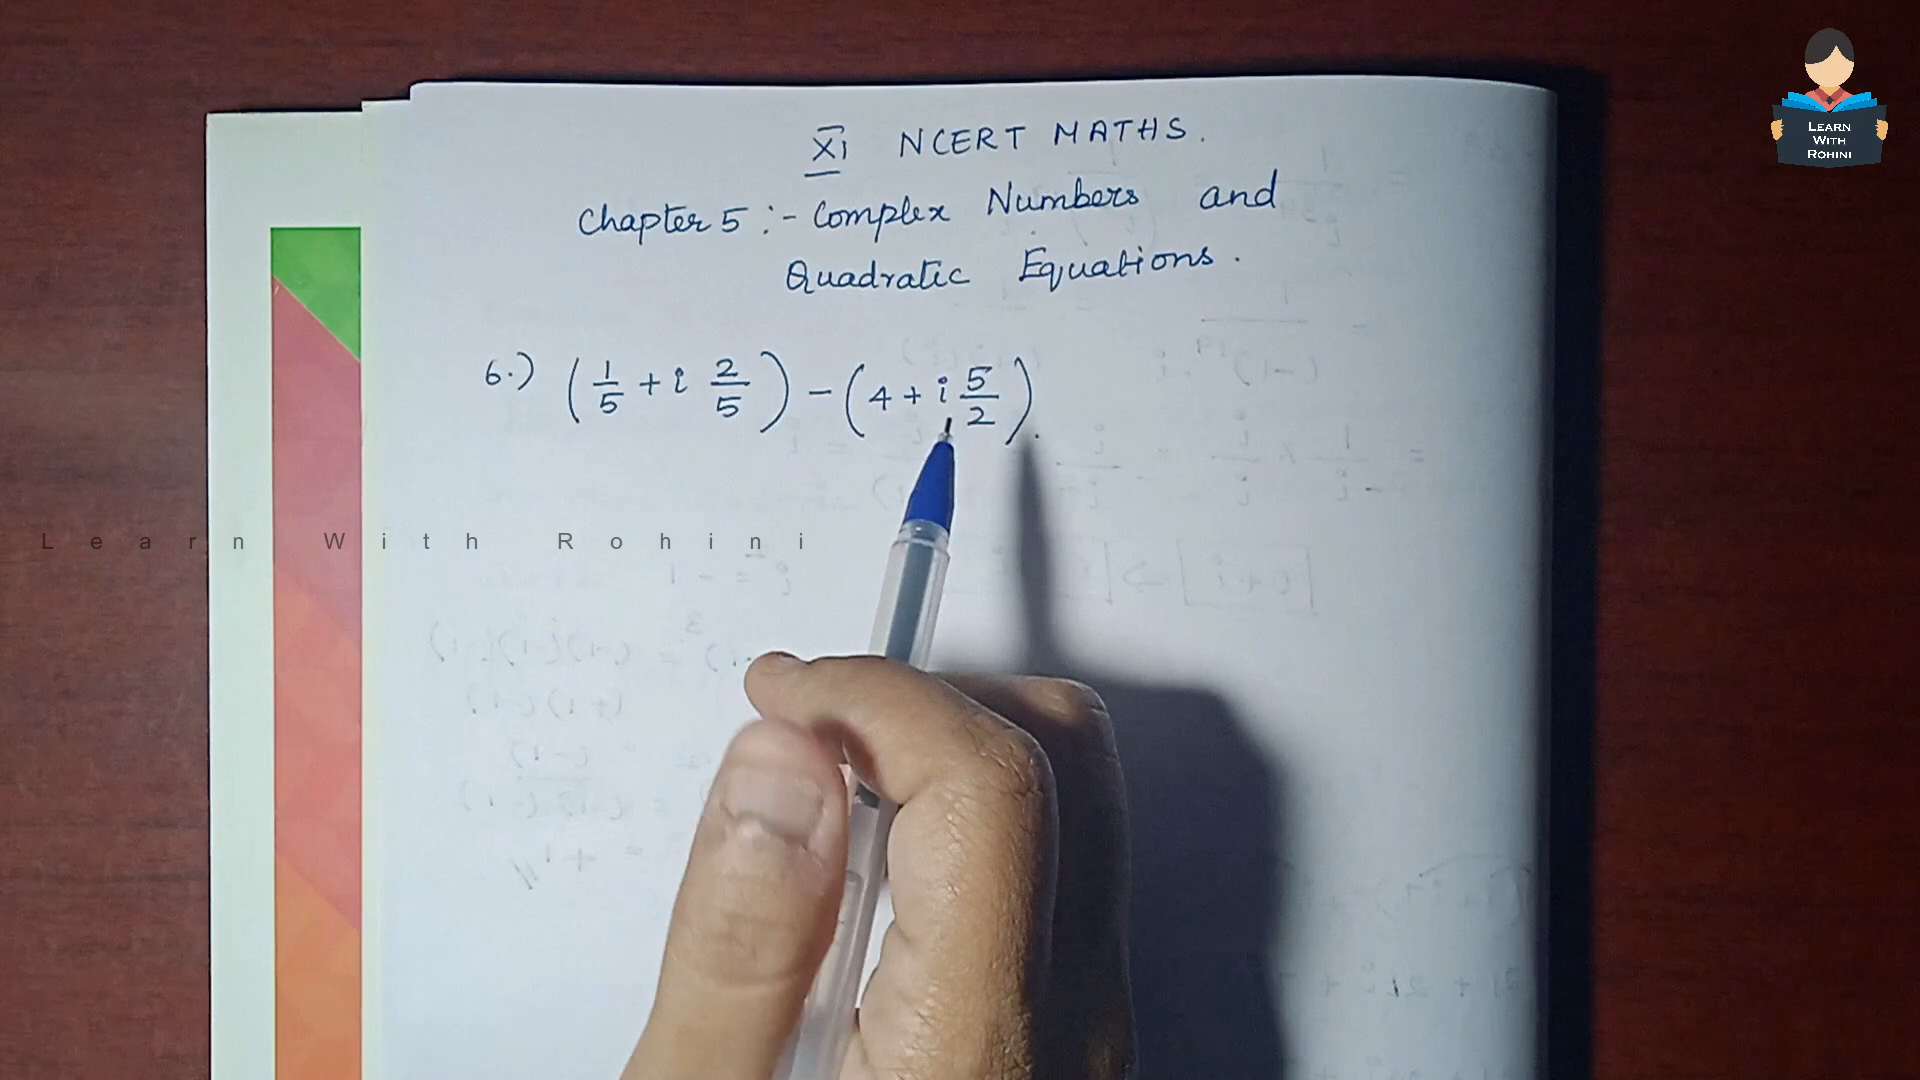 XI NCERT MATHS.
Chapter 5 :- Complex Numbers and
Quadratic Equations.
6.) (1/5 + i 2/5) - (4 + i 5/2).
Learn With Rohini
LEARN
WITH
ROHINI